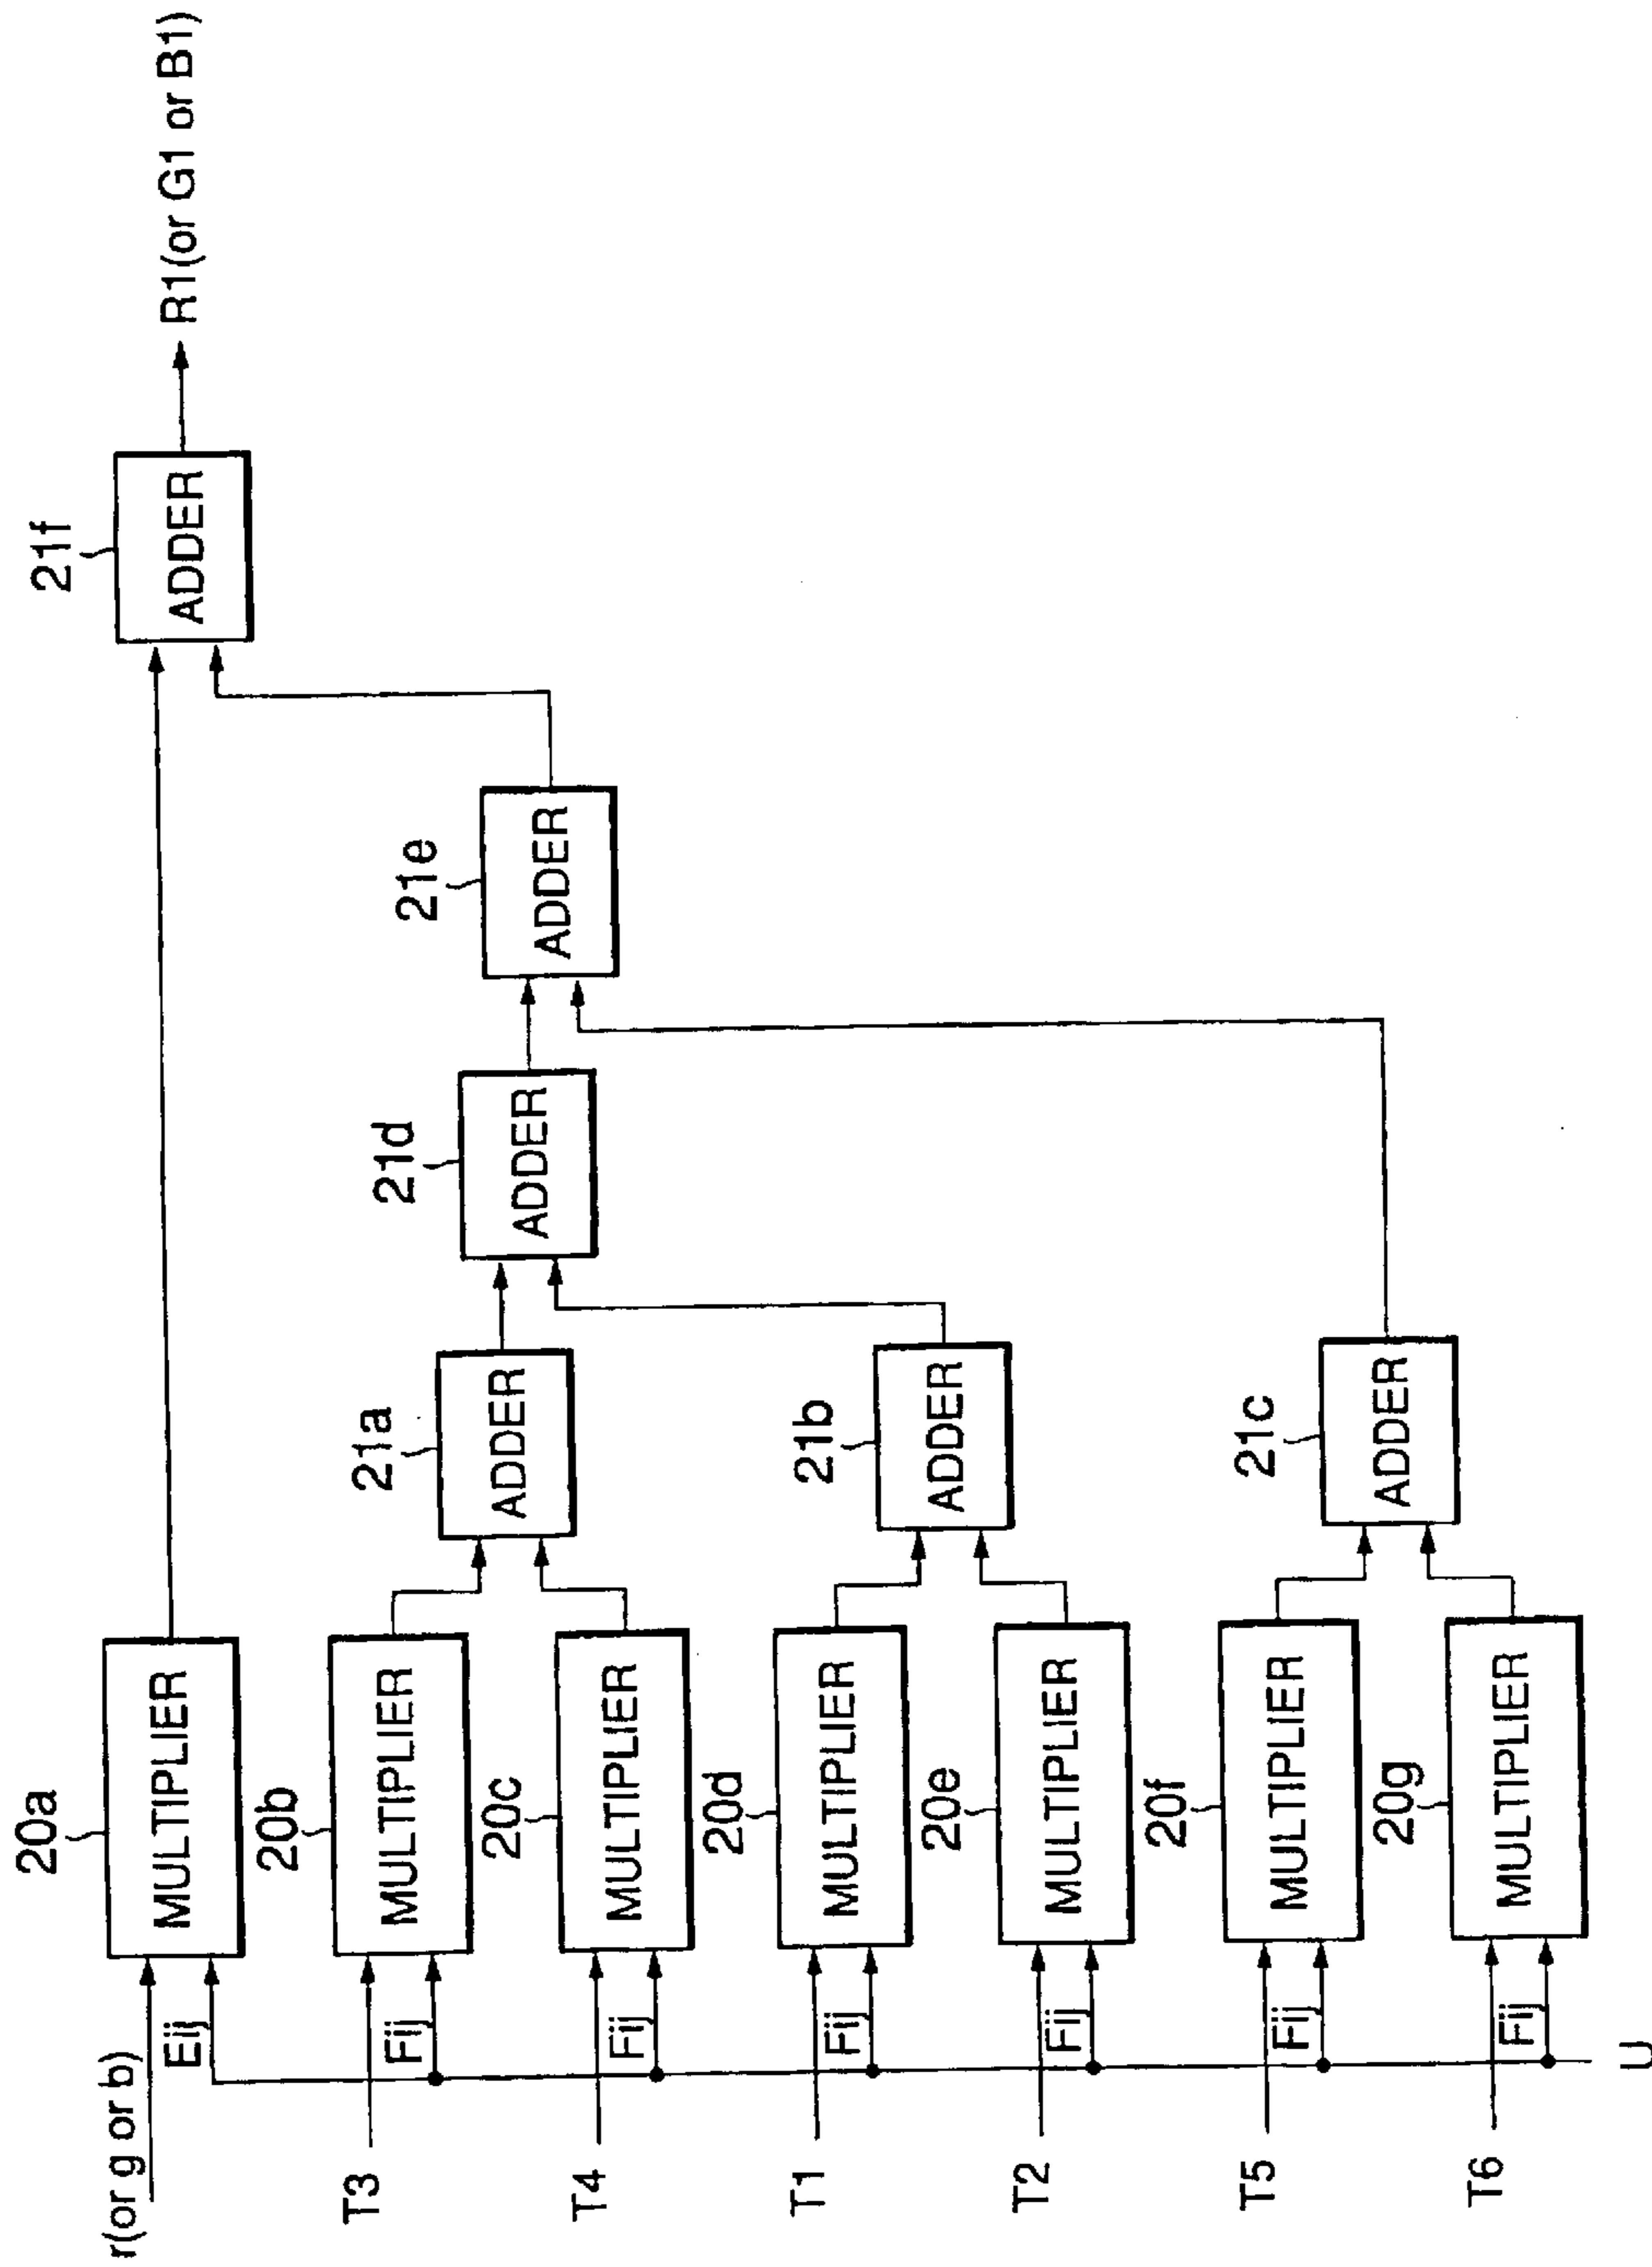 r(or g or b)
Eij
20a
MULTIPLIER
21f
ADDER
R1(or G1 or B1)
T3
Fij
20b
MULTIPLIER
T4
Fij
20c
MULTIPLIER
21a
ADDER
21d
ADDER
21e
ADDER
T1
Fij
20d
MULTIPLIER
T2
Fij
20e
MULTIPLIER
21b
ADDER
T5
Fij
20f
MULTIPLIER
T6
Fij
20g
MULTIPLIER
21c
ADDER
U